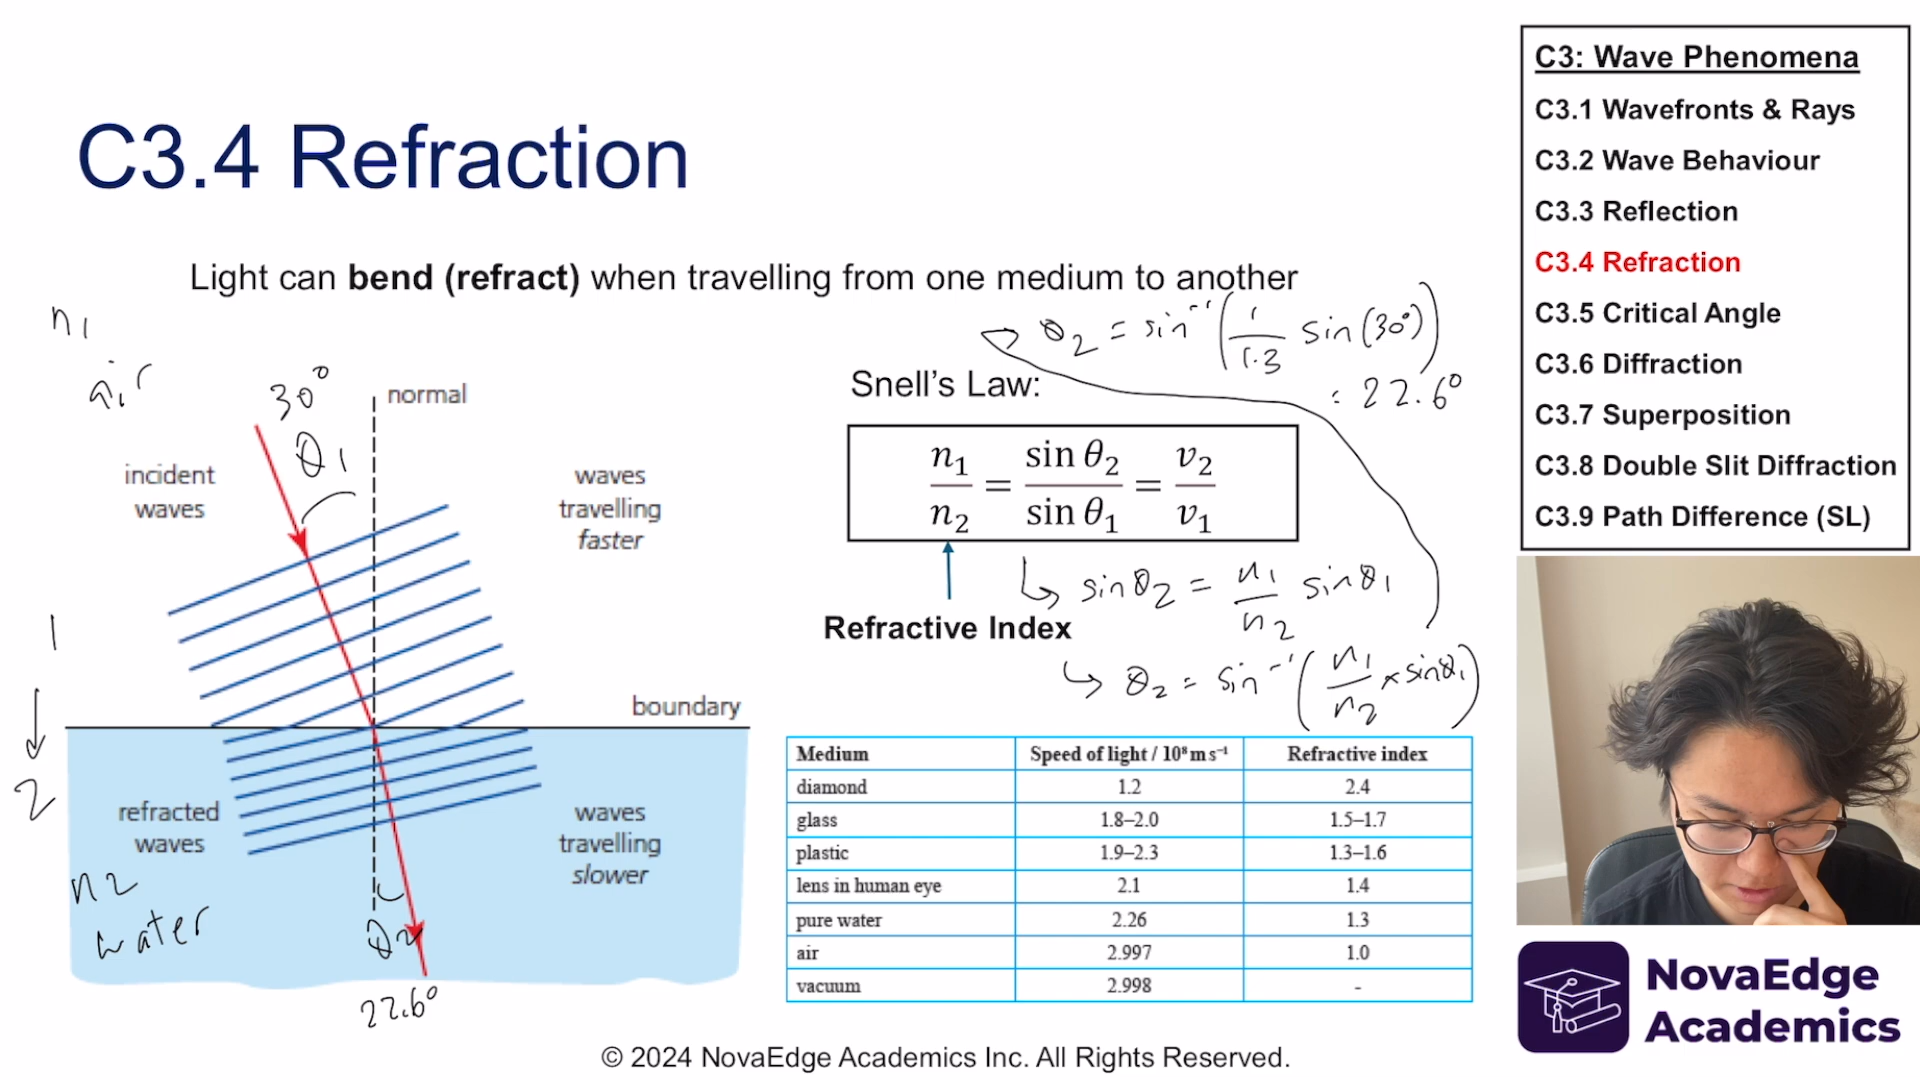 C3.4 Refraction
Light can bend (refract) when travelling from one medium to another
n1
air
30°
θ1
normal
incident
waves
waves
travelling
faster
1
2
boundary
refracted
waves
waves
travelling
slower
n2
water
θ2
22.6°
θ2 = sin⁻¹(1/1.3 sin(30°))
= 22.6°
Snell's Law:
n1/n2 = sin θ2/sin θ1 = v2/v1
sinθ2 = n1/n2 sinθ1
Refractive Index
θ2 = sin⁻¹(n1/n2 × sinθ1)
Medium Speed of light / 10⁸ m s⁻¹ Refractive index
diamond 1.2 2.4
glass 1.8–2.0 1.5–1.7
plastic 1.9–2.3 1.3–1.6
lens in human eye 2.1 1.4
pure water 2.26 1.3
air 2.997 1.0
vacuum 2.998 -
© 2024 NovaEdge Academics Inc. All Rights Reserved.
C3: Wave Phenomena
C3.1 Wavefronts & Rays
C3.2 Wave Behaviour
C3.3 Reflection
C3.4 Refraction
C3.5 Critical Angle
C3.6 Diffraction
C3.7 Superposition
C3.8 Double Slit Diffraction
C3.9 Path Difference (SL)
NovaEdge
Academics